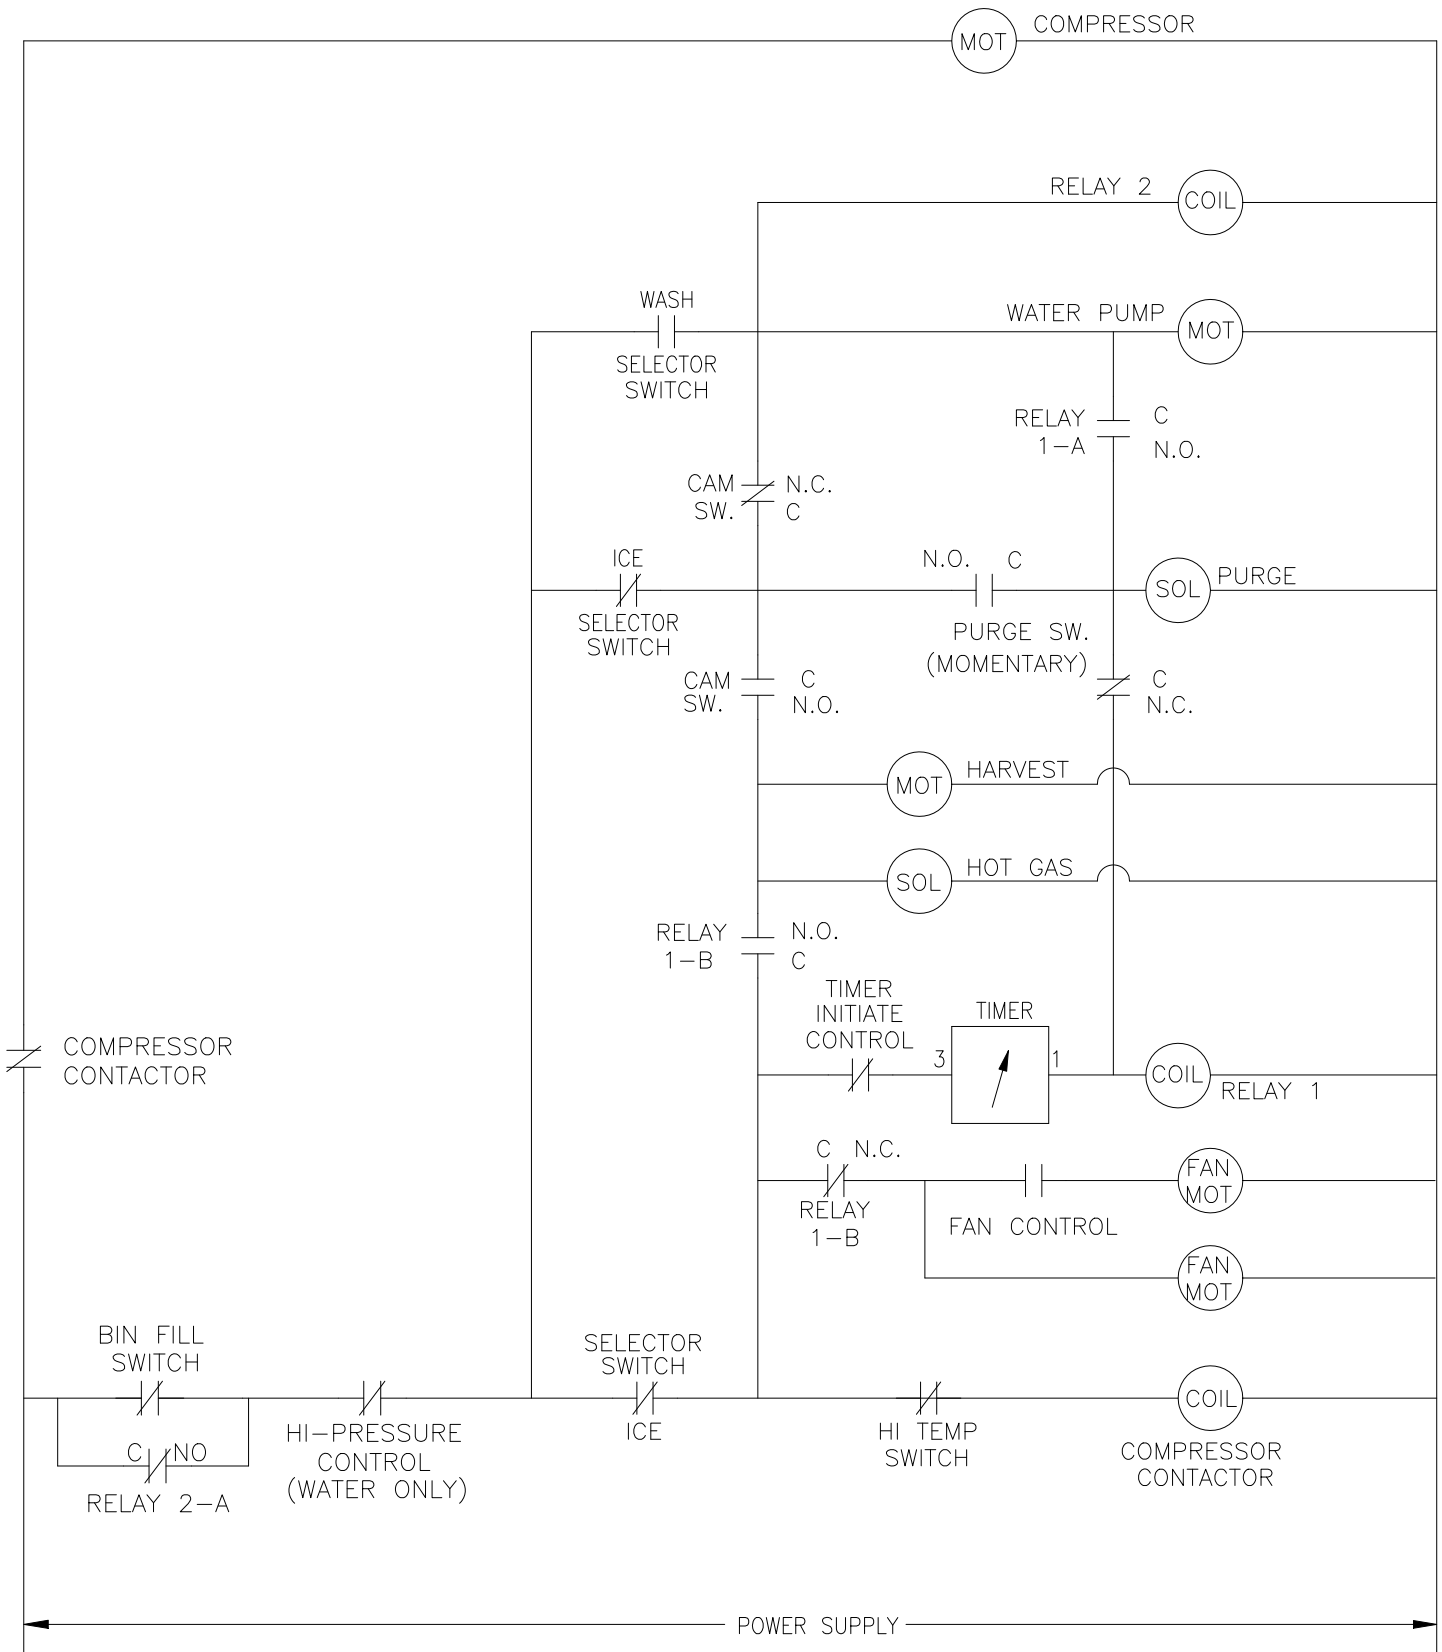 MOT COMPRESSOR
RELAY 2 COIL
WASH
SELECTOR
SWITCH
WATER PUMP MOT
RELAY
1-A
C
N.O.
CAM
SW.
N.C.
C
ICE
SELECTOR
SWITCH
N.O. C
PURGE SW.
(MOMENTARY)
SOL PURGE
CAM
SW.
C
N.O.
C
N.C.
MOT HARVEST
SOL HOT GAS
RELAY
1-B
N.O.
C
TIMER
INITIATE
CONTROL
TIMER
3 1
COIL RELAY 1
COMPRESSOR
CONTACTOR
C N.C.
RELAY
1-B
FAN CONTROL
FAN
MOT
FAN
MOT
BIN FILL
SWITCH
C NO
RELAY 2-A
HI-PRESSURE
CONTROL
(WATER ONLY)
SELECTOR
SWITCH
ICE
HI TEMP
SWITCH
COIL
COMPRESSOR
CONTACTOR
POWER SUPPLY